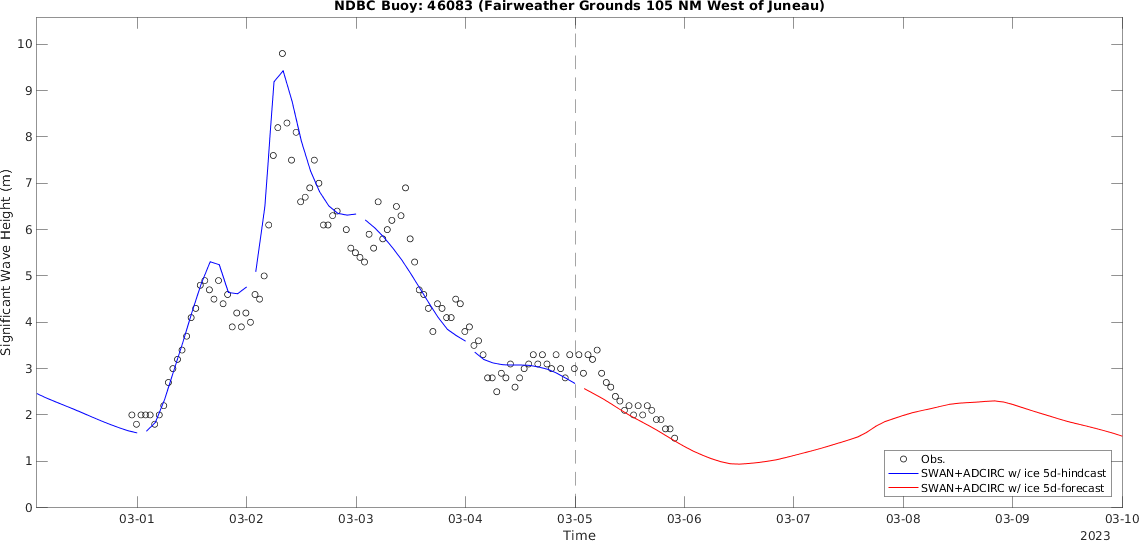 NDBC Buoy: 46083 (Fairweather Grounds 105 NM West of Juneau)
Significant Wave Height (m)
10
9
8
7
6
5
4
3
2
1
0
Obs.
SWAN+ADCIRC w/ ice 5d-hindcast
SWAN+ADCIRC w/ ice 5d-forecast
03-01 03-02 03-03 03-04 03-05 03-06 03-07 03-08 03-09 03-10
Time
2023